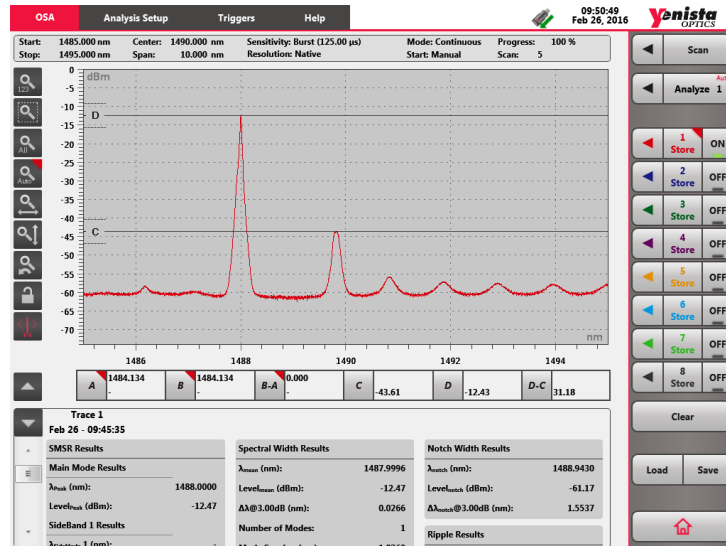 OSA Analysis Setup Triggers Help 09:50:49
Feb 26, 2016
Yenista
OPTICS
Start: 1485.000 nm Center: 1490.000 nm Sensitivity: Burst (125.00 µs) Mode: Continuous Progress: 100 %
Stop: 1495.000 nm Span: 10.000 nm Resolution: Native Start: Manual Scan: 5
Scan
Auto
Analyze 1
1
Store ON
2
Store OFF
3
Store OFF
4
Store OFF
5
Store OFF
6
Store OFF
7
Store OFF
8
Store OFF
Clear
Load Save
123
All
Auto
0 dBm
-5
-10
D
-15
-20
-25
-30
-35
-40
C
-45
-50
-55
-60
-65
-70
nm
1486 1488 1490 1492 1494
A 1484.134 - B 1484.134 - B-A 0.000 - C -43.61 D -12.43 D-C 31.18
Trace 1
Feb 26 - 09:45:35
SMSR Results
Main Mode Results
λPeak (nm): 1488.0000
LevelPeak (dBm): -12.47
SideBand 1 Results
λSideMode 1 (nm): -
Spectral Width Results
λmean (nm): 1487.9996
Levelmean (dBm): -12.47
Δλ@3.00dB (nm): 0.0266
Number of Modes: 1
Notch Width Results
λnotch (nm): 1488.9430
Levelnotch (dBm): -61.17
Δλnotch@3.00dB (nm): 1.5537
Ripple Results